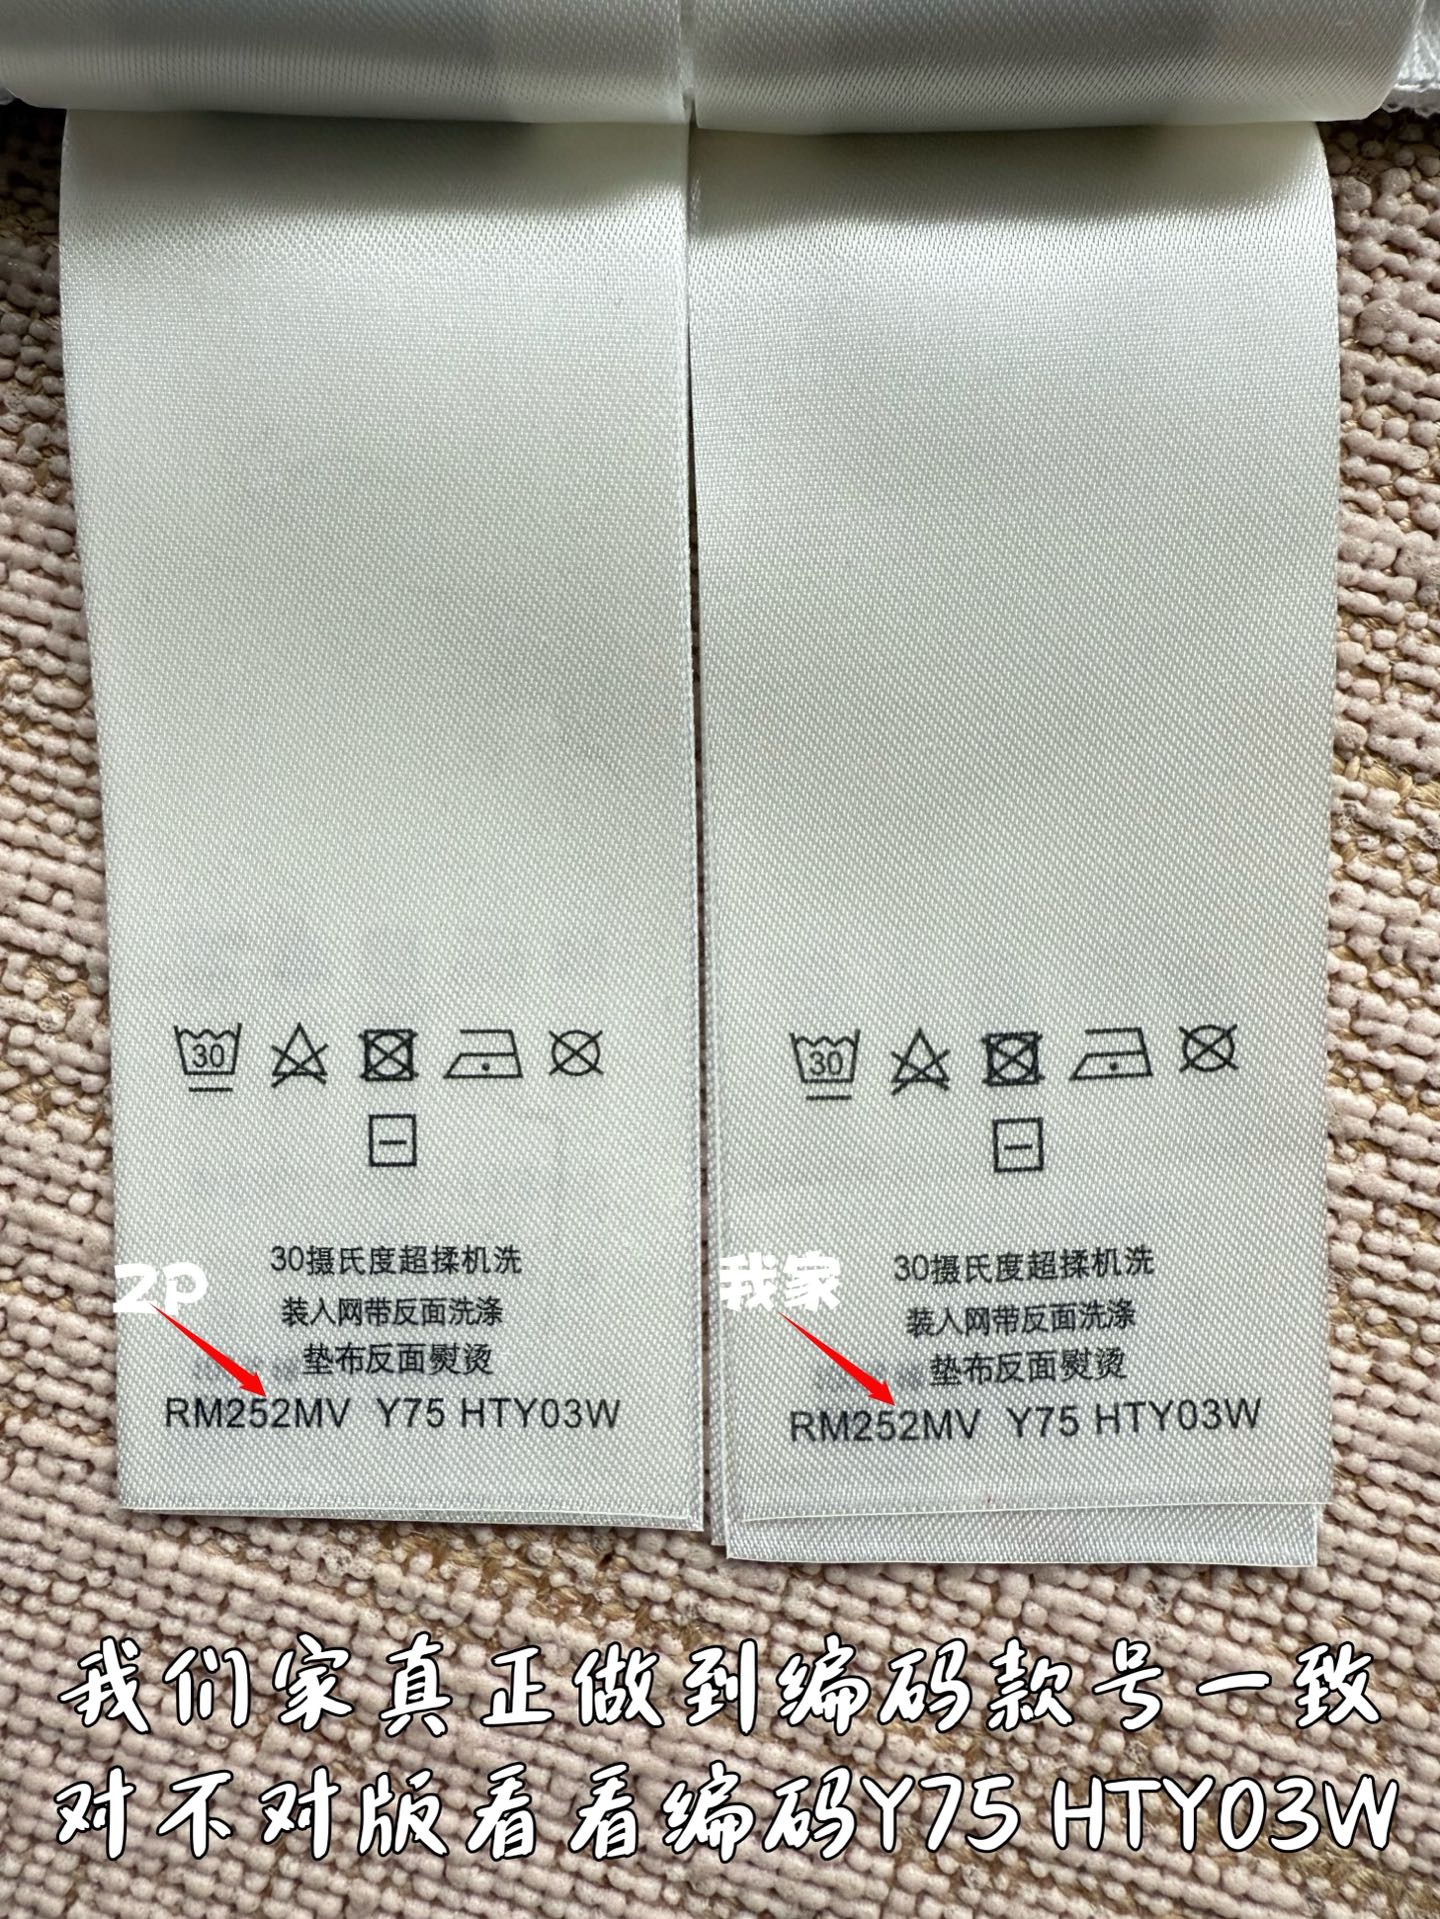 30
30
30摄氏度超揉机洗
装入网带反面洗涤
垫布反面熨烫
RM252MV Y75 HTY03W
ZP
30摄氏度超揉机洗
装入网带反面洗涤
垫布反面熨烫
RM252MV Y75 HTY03W
我家
我们家真正做到编码款号一致
对不对版看看编码Y75 HTY03W